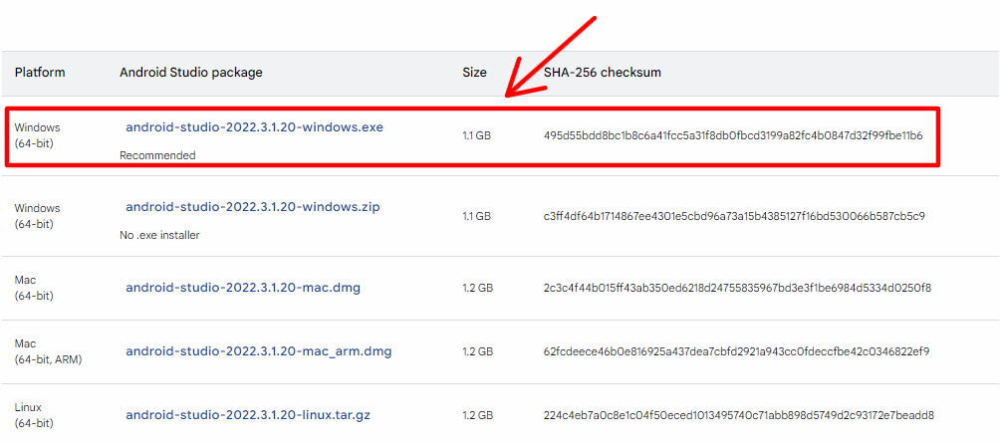 Platform Android Studio package Size SHA-256 checksum
Windows (64-bit) android-studio-2022.3.1.20-windows.exe 1.1 GB 495d55bdd8bc1b8c6a41fcc5a31f8db0fbcd3199a82fc4b0847d32f99fbe11b6
Recommended
Windows (64-bit) android-studio-2022.3.1.20-windows.zip 1.1 GB c3ff4df64b1714867ee4301e5cbd96a73a15b4385127f16bd530066b587cb5c9
No .exe installer
Mac (64-bit) android-studio-2022.3.1.20-mac.dmg 1.2 GB 2c3c4f44b015ff43ab350ed6218d24755835967bd3e3f1be6984d5334d0250f8
Mac (64-bit, ARM) android-studio-2022.3.1.20-mac_arm.dmg 1.2 GB 62fcdeece46b0e816925a437dea7cbfd2921a943cc0fdeccfbe42c0346822ef9
Linux (64-bit) android-studio-2022.3.1.20-linux.tar.gz 1.2 GB 224c4eb7a0c8e1c04f50eced1013495740c71abb898d5749d2c93172e7beadd8